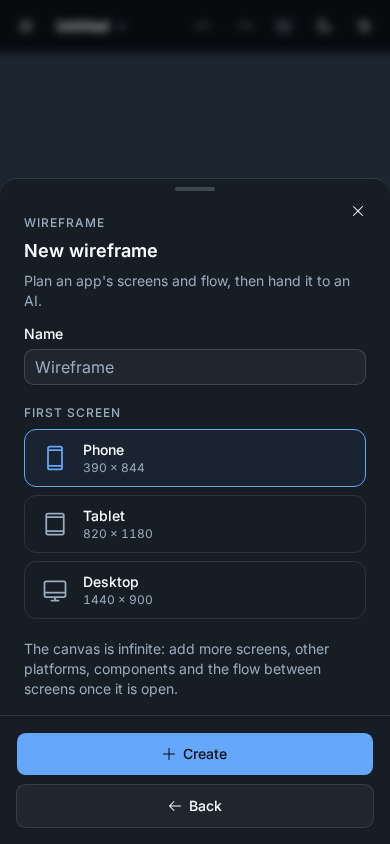 WIREFRAME
New wireframe
Plan an app's screens and flow, then hand it to an
AI.
Name
Wireframe
FIRST SCREEN
Phone
390 × 844
Tablet
820 × 1180
Desktop
1440 × 900
The canvas is infinite: add more screens, other
platforms, components and the flow between
screens once it is open.
Create
Back